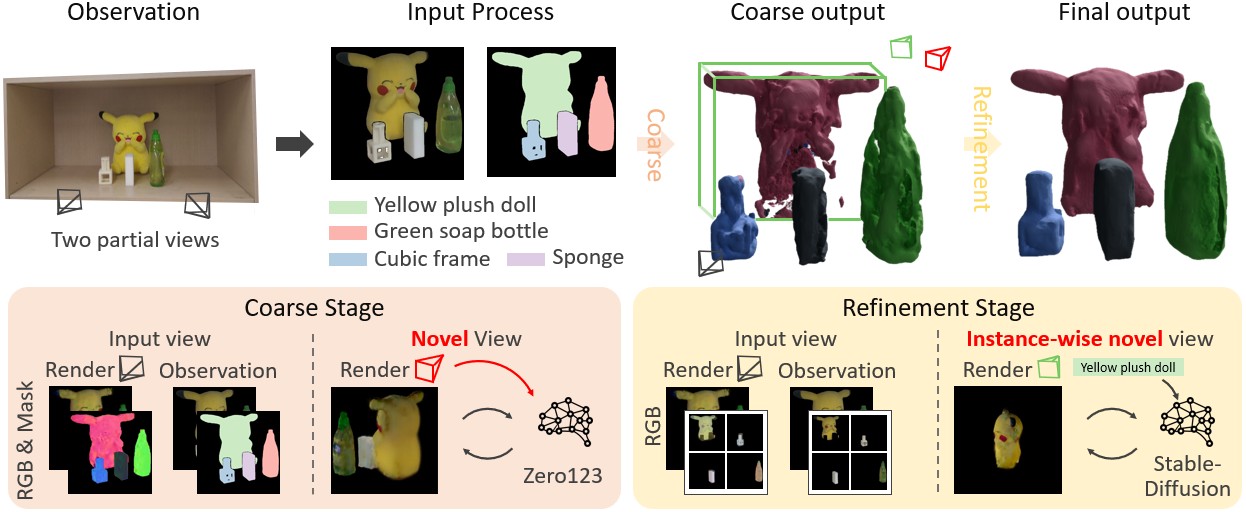 Observation
Input Process
Coarse output
Final output
Two partial views
Yellow plush doll
Green soap bottle
Cubic frame
Sponge
Coarse
Refinement
Coarse Stage
Input view
Novel View
Render
Observation
Render
RGB & Mask
Zero123
Refinement Stage
Input view
Instance-wise novel view
Render
Observation
Render
Yellow plush doll
RGB
Stable-
Diffusion